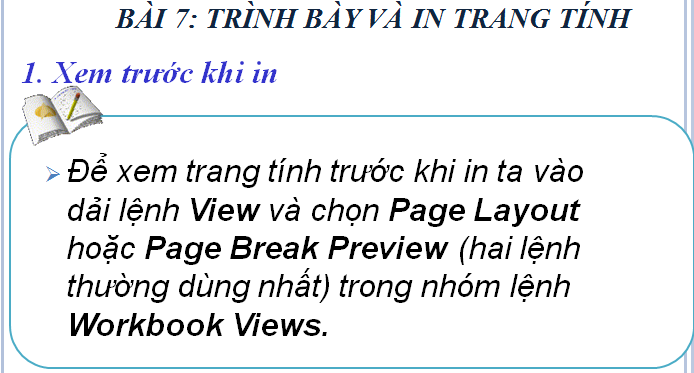 BÀI 7: TRÌNH BÀY VÀ IN TRANG TÍNH
1. Xem trước khi in
➢ Để xem trang tính trước khi in ta vào
dải lệnh View và chọn Page Layout
hoặc Page Break Preview (hai lệnh
thường dùng nhất) trong nhóm lệnh
Workbook Views.